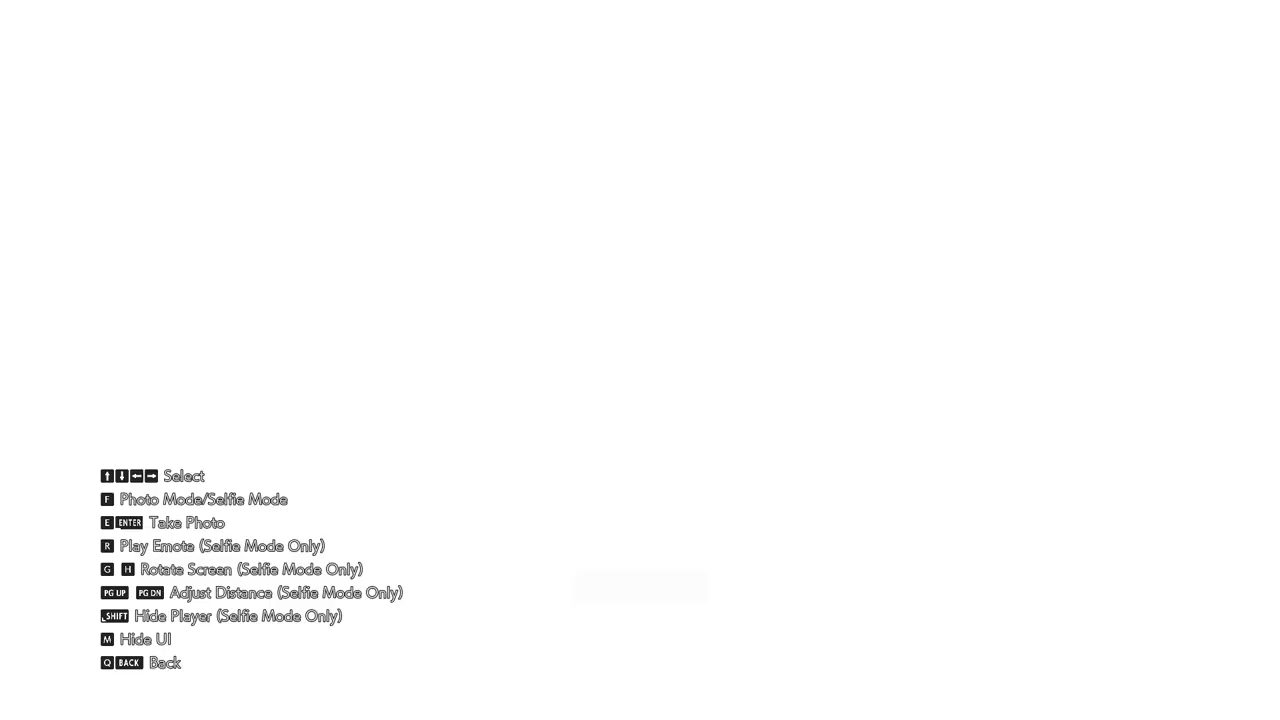 ↑ ↓ ← → Select
F Photo Mode/Selfie Mode
E ENTER Take Photo
R Play Emote (Selfie Mode Only)
G H Rotate Screen (Selfie Mode Only)
PG UP PG DN Adjust Distance (Selfie Mode Only)
SHIFT Hide Player (Selfie Mode Only)
M Hide UI
Q BACK Back